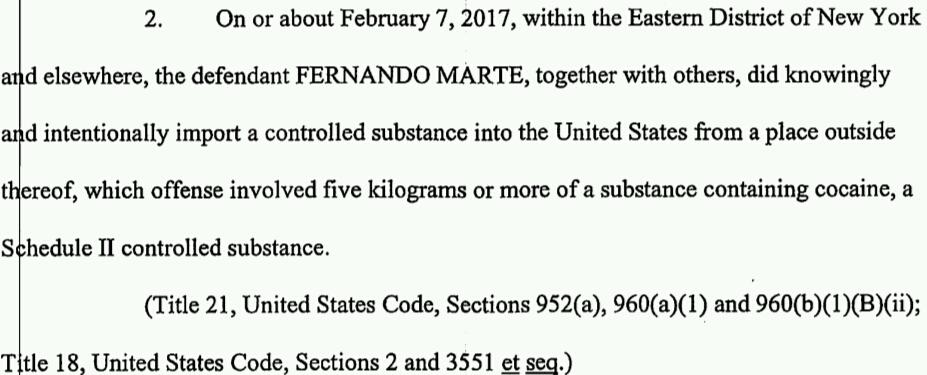 2. On or about February 7, 2017, within the Eastern District of New York
and elsewhere, the defendant FERNANDO MARTE, together with others, did knowingly
and intentionally import a controlled substance into the United States from a place outside
thereof, which offense involved five kilograms or more of a substance containing cocaine, a
Schedule II controlled substance.
(Title 21, United States Code, Sections 952(a), 960(a)(1) and 960(b)(1)(B)(ii);
Title 18, United States Code, Sections 2 and 3551 et seq.)